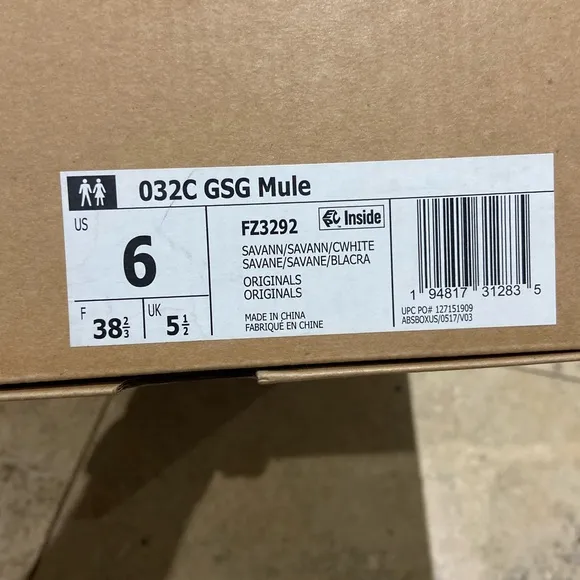 032C GSG Mule
US
6
F
38 2/3
UK
5 1/2
FZ3292
Inside
SAVANN/SAVANN/CWHITE
SAVANE/SAVANE/BLACRA
ORIGINALS
ORIGINALS
MADE IN CHINA
FABRIQUÉ EN CHINE
1 94817 31283 5
UPC PO# 127151909
ABSBOXUS/0517/V03